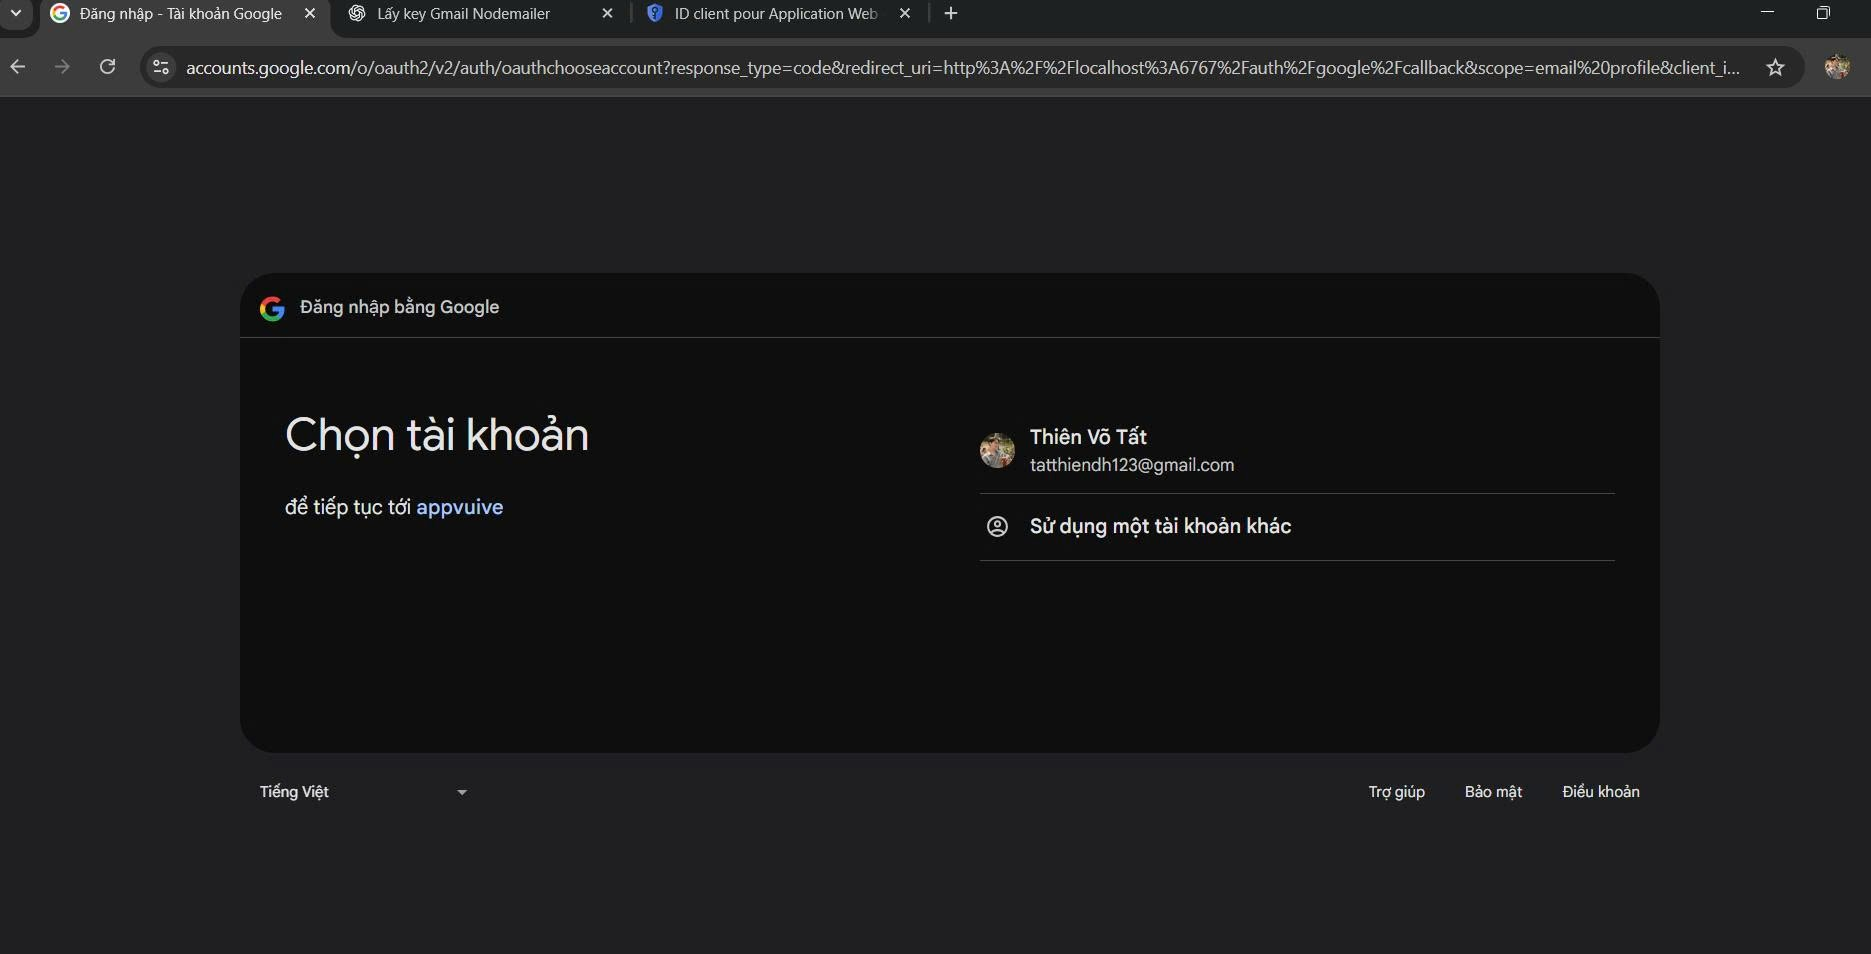 Đăng nhập - Tài khoản Google
Lấy key Gmail Nodemailer
ID client pour Application Web
accounts.google.com/o/oauth2/v2/auth/oauthchooseaccount?response_type=code&redirect_uri=http%3A%2F%2Flocalhost%3A6767%2Fauth%2Fgoogle%2Fcallback&scope=email%20profile&client_i...
Đăng nhập bằng Google
Chọn tài khoản
để tiếp tục tới appvuive
Thiên Võ Tất
tatthiendh123@gmail.com
Sử dụng một tài khoản khác
Tiếng Việt
Trợ giúp
Bảo mật
Điều khoản